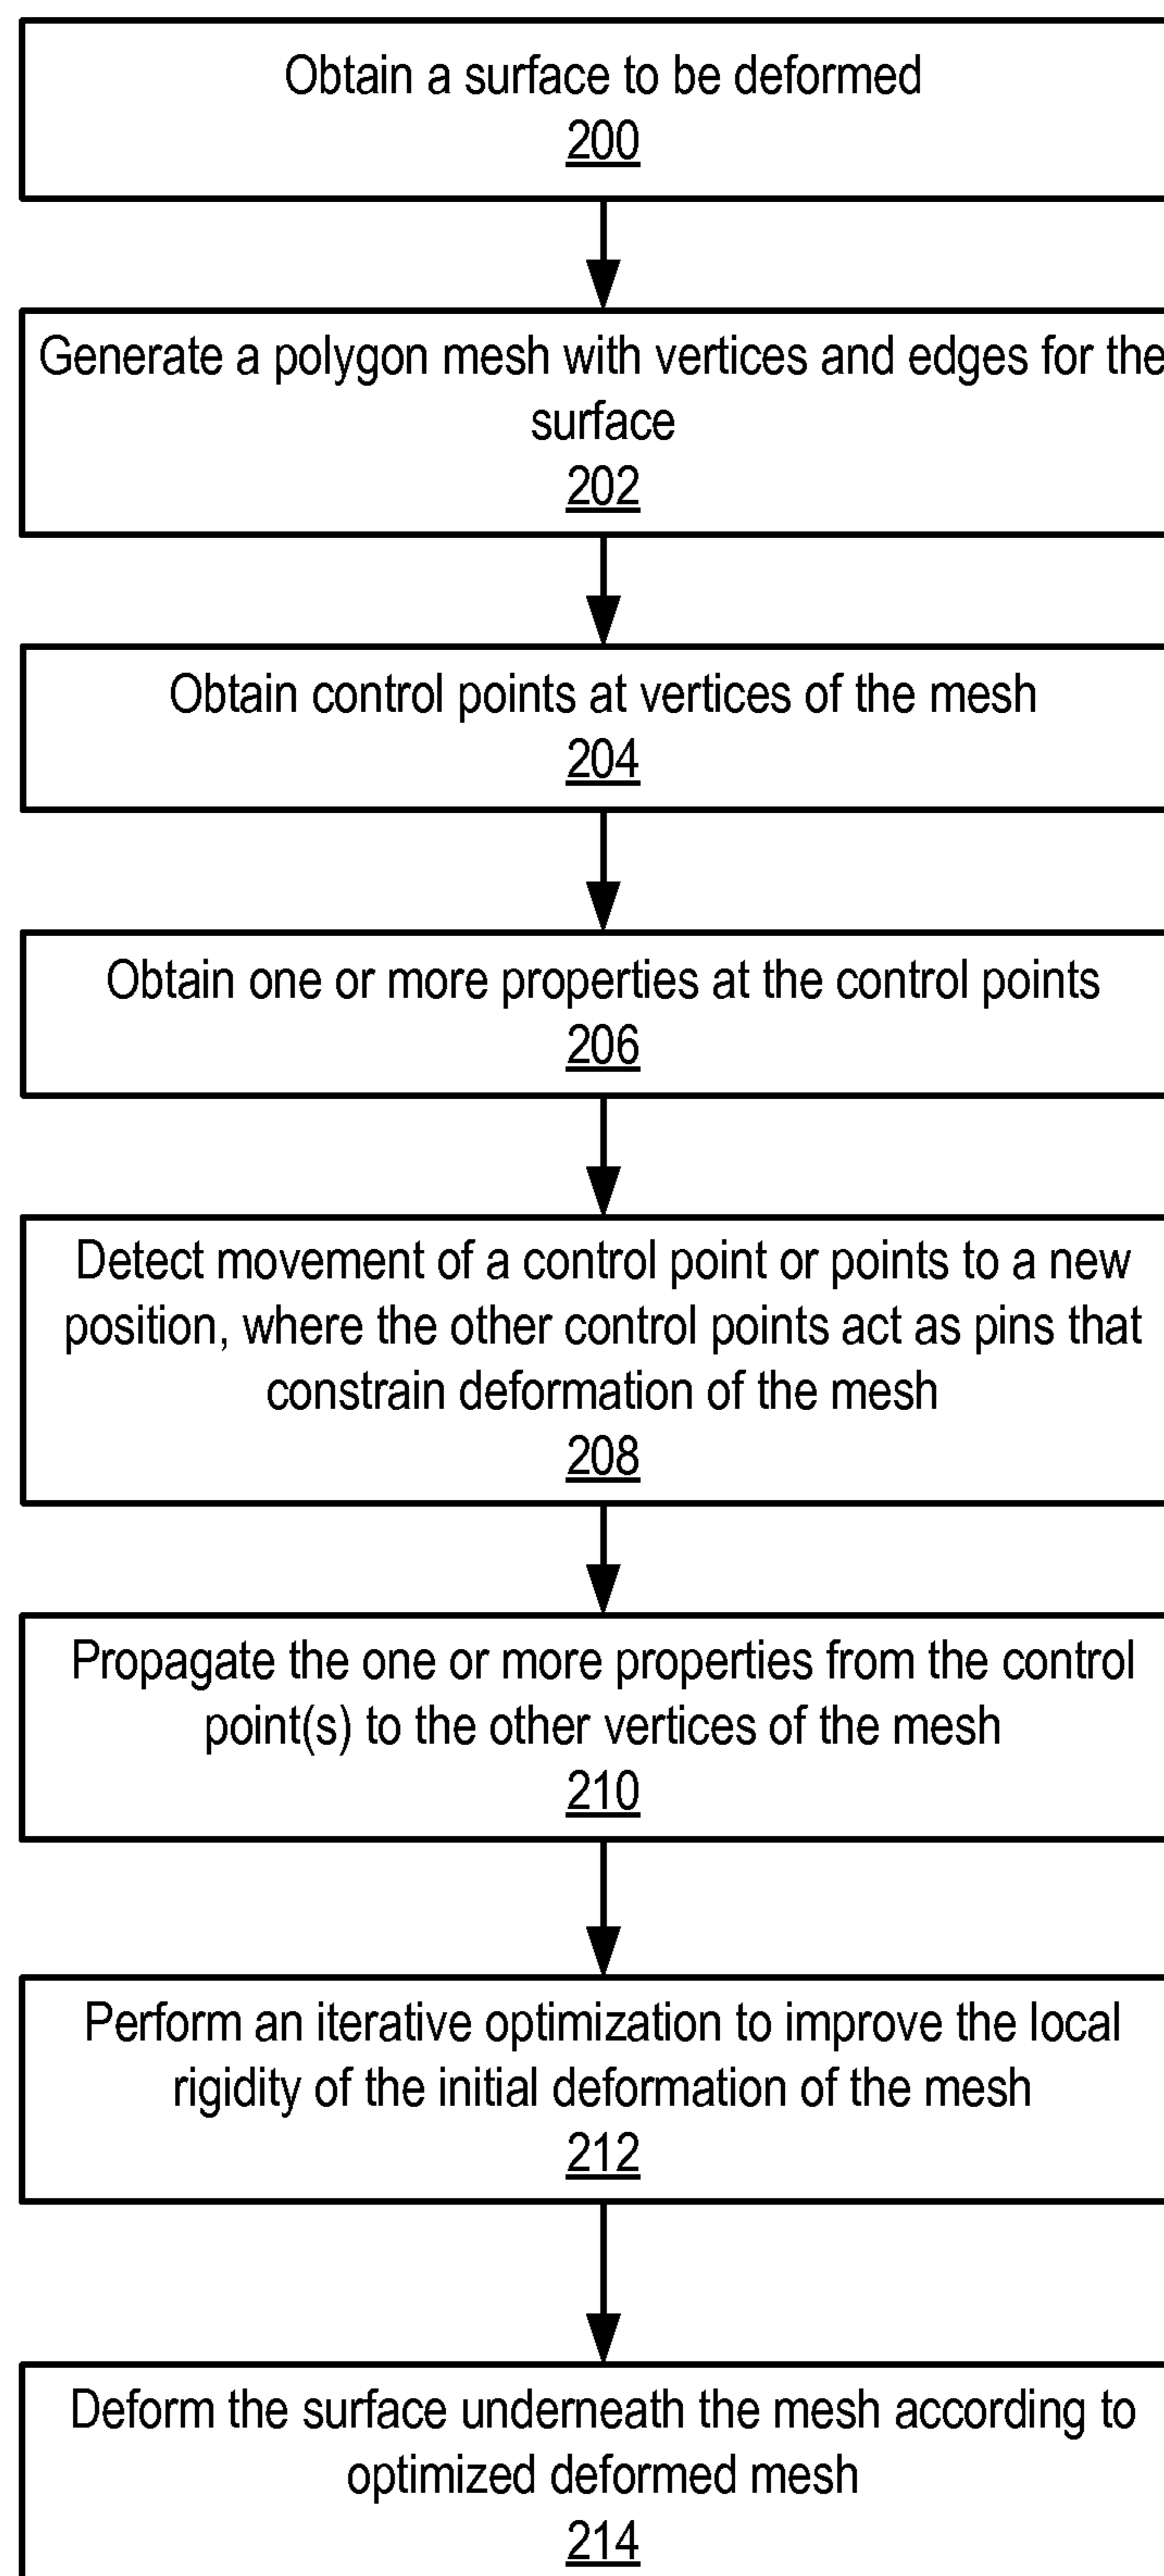 Obtain a surface to be deformed
200
Generate a polygon mesh with vertices and edges for the
surface
202
Obtain control points at vertices of the mesh
204
Obtain one or more properties at the control points
206
Detect movement of a control point or points to a new
position, where the other control points act as pins that
constrain deformation of the mesh
208
Propagate the one or more properties from the control
point(s) to the other vertices of the mesh
210
Perform an iterative optimization to improve the local
rigidity of the initial deformation of the mesh
212
Deform the surface underneath the mesh according to
optimized deformed mesh
214